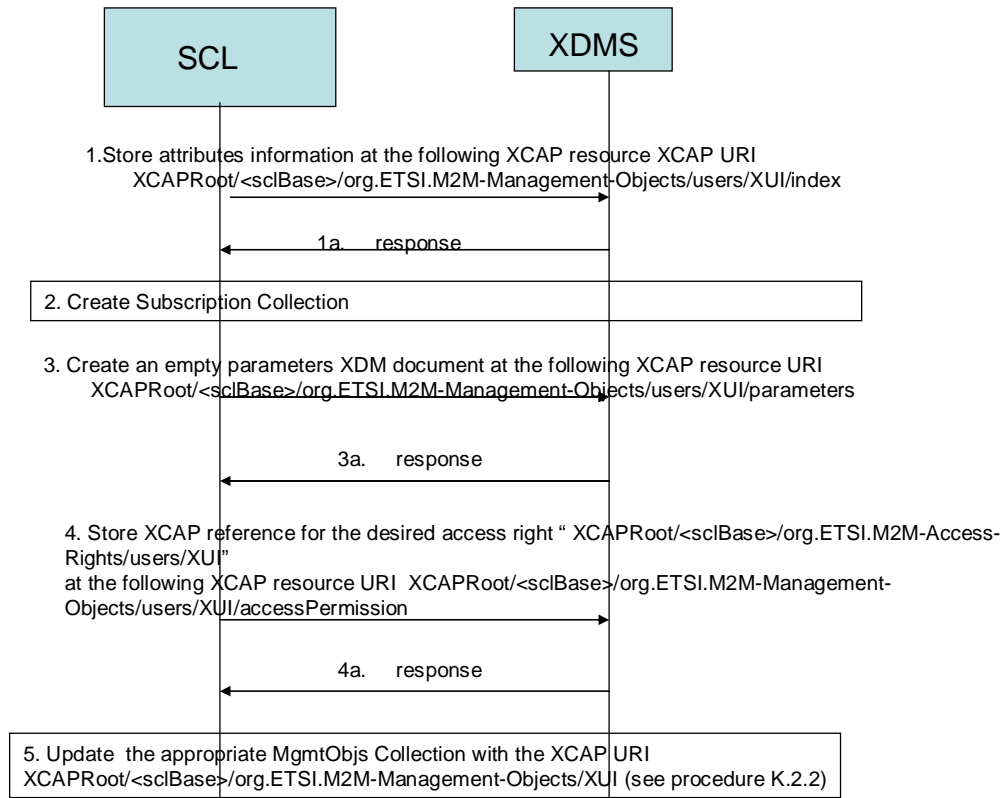 SCL
XDMS
1.Store attributes information at the following XCAP resource XCAP URI
XCAPRoot/<sclBase>/org.ETSI.M2M-Management-Objects/users/XUI/index
1a. response
2. Create Subscription Collection
3. Create an empty parameters XDM document at the following XCAP resource URI
XCAPRoot/<sclBase>/org.ETSI.M2M-Management-Objects/users/XUI/parameters
3a. response
4. Store XCAP reference for the desired access right “ XCAPRoot/<sclBase>/org.ETSI.M2M-Access-
Rights/users/XUI”
at the following XCAP resource URI XCAPRoot/<sclBase>/org.ETSI.M2M-Management-
Objects/users/XUI/accessPermission
4a. response
5. Update the appropriate MgmtObjs Collection with the XCAP URI
XCAPRoot/<sclBase>/org.ETSI.M2M-Management-Objects/XUI (see procedure K.2.2)